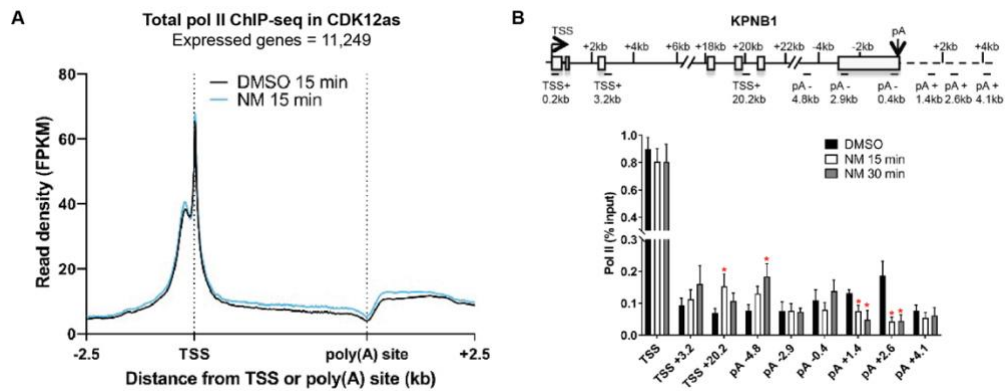 A
Total pol II ChIP-seq in CDK12as
Expressed genes = 11,249
DMSO 15 min
NM 15 min
Read density (FPKM)
80
60
40
20
0
-2.5
TSS
poly(A) site
+2.5
Distance from TSS or poly(A) site (kb)
B
KPNB1
TSS
pA
+2kb
+4kb
+6kb
+18kb
+20kb
+22kb
-4kb
-2kb
+2kb
+4kb
TSS+ TSS+ TSS+ pA - pA - pA - pA + pA + pA +
0.2kb 3.2kb 20.2kb 4.8kb 2.9kb 0.4kb 1.4kb 2.6kb 4.1kb
DMSO
NM 15 min
NM 30 min
Pol II (% input)
1.0
0.8
0.6
0.4
0.3
0.2
0.1
0.0
* * * * * *
TSS
TSS +3.2
TSS +20.2
pA -4.8
pA -2.9
pA -0.4
pA +1.4
pA +2.6
pA +4.1